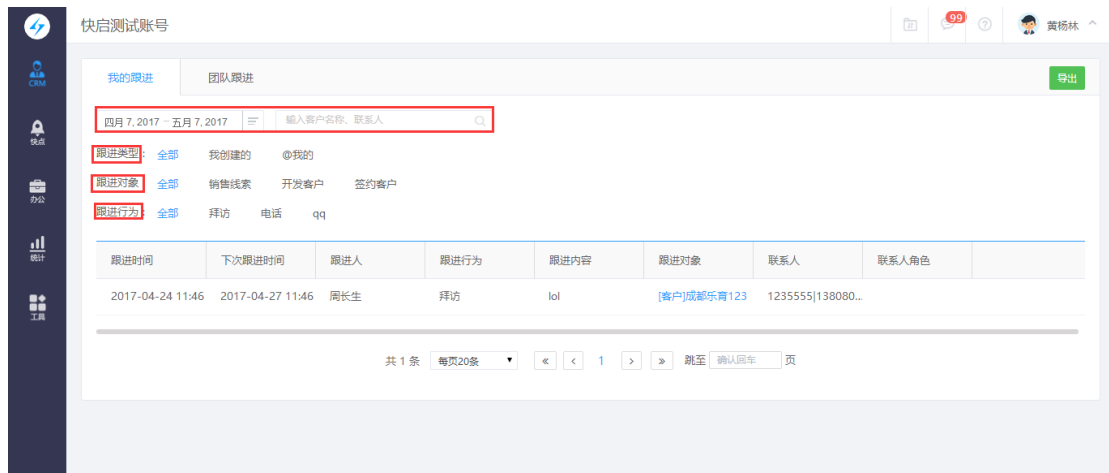 快启测试账号 99 黄杨林
CRM
快点
办公
统计
工具
我的跟进 团队跟进 导出
四月 7, 2017 - 五月 7, 2017 输入客户名称、联系人
跟进类型： 全部 我创建的 @我的
跟进对象 全部 销售线索 开发客户 签约客户
跟进行为： 全部 拜访 电话 qq
跟进时间 下次跟进时间 跟进人 跟进行为 跟进内容 跟进对象 联系人 联系人角色
2017-04-24 11:46 2017-04-27 11:46 周长生 拜访 lol [客户]成都乐育123 1235555|138080...
共 1 条 每页20条 « < 1 > » 跳至 确认回车 页